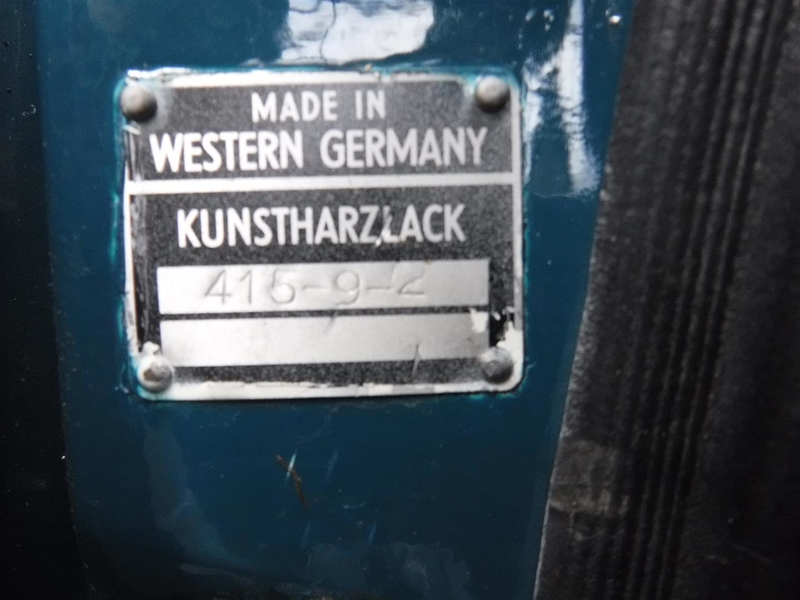 MADE IN
WESTERN GERMANY
KUNSTHARZLACK
415-9-2